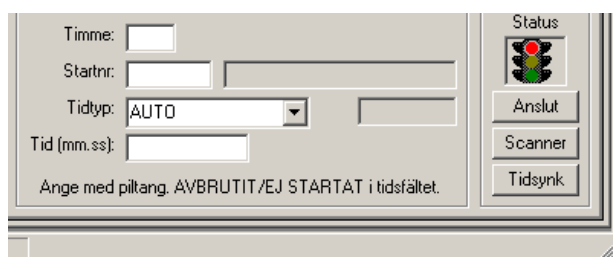 Timme:
Startnr:
Tidtyp: AUTO
Tid (mm.ss):
Ange med piltang. AVBRUTIT/EJ STARTAT i tidsfältet.
Status
Anslut
Scanner
Tidsynk